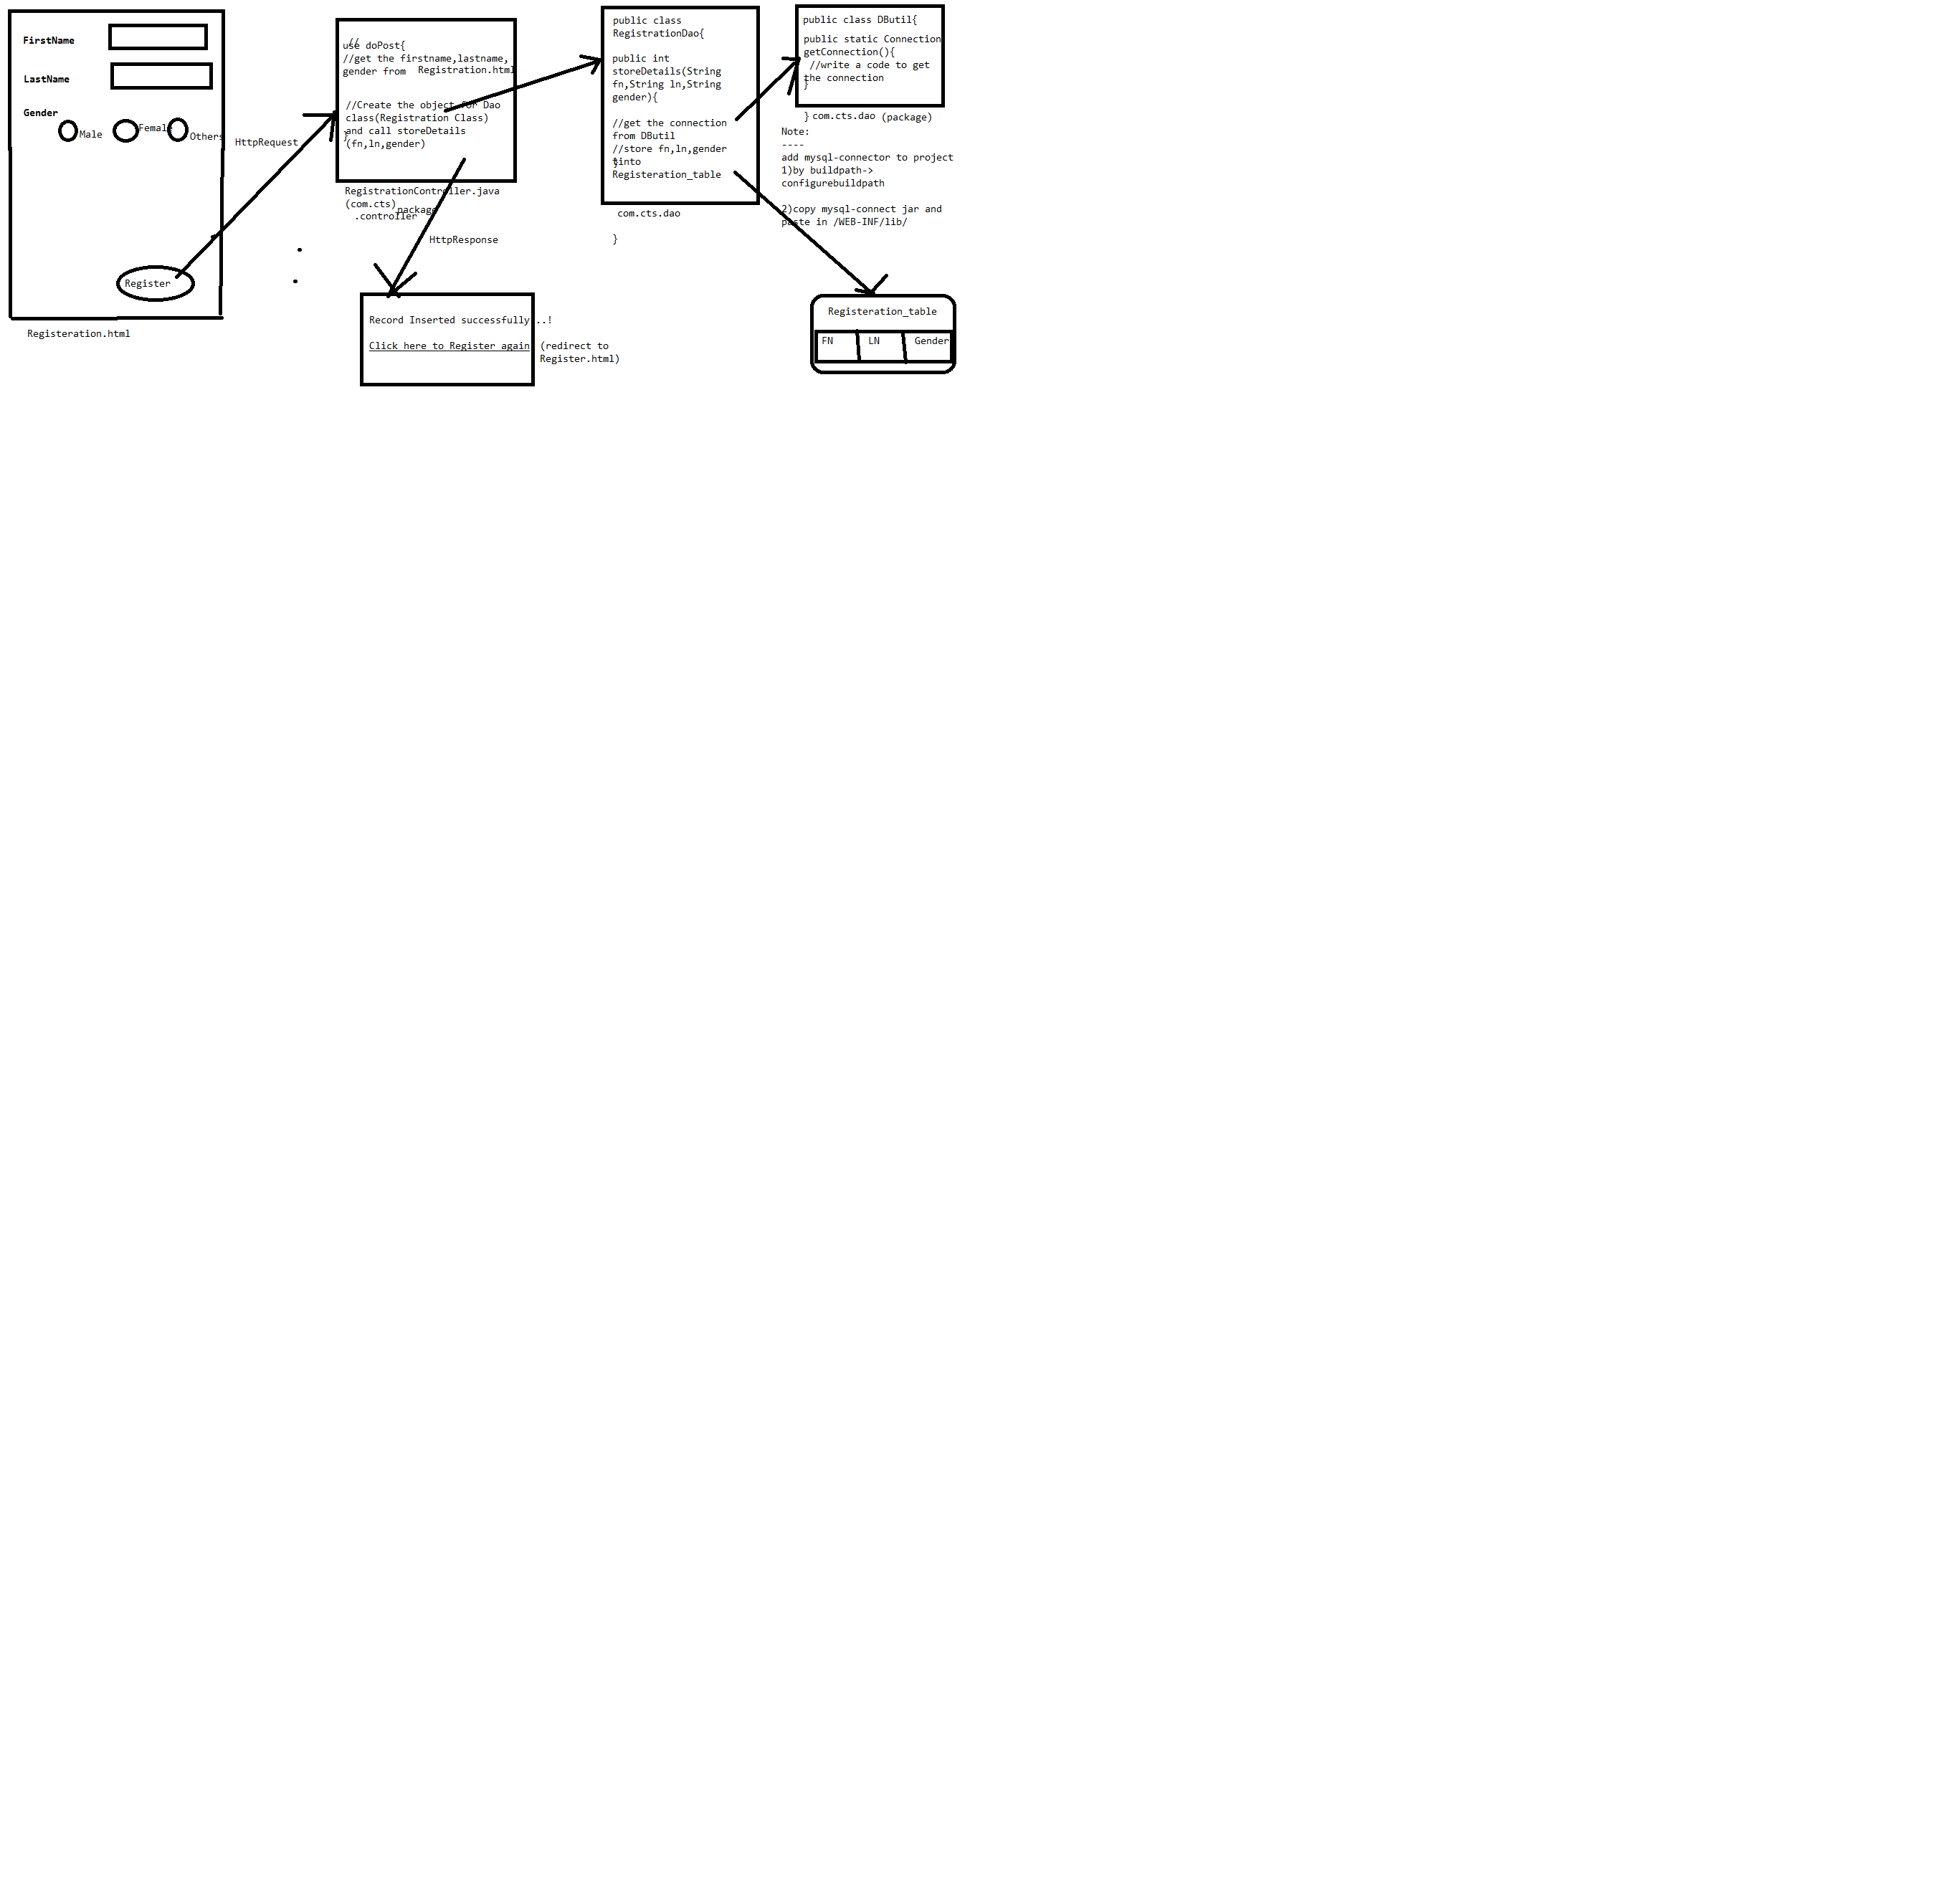 FirstName
LastName
Gender
Male
Female
Others
Register
Registeration.html
HttpRequest
//
use doPost{
//get the firstname,lastname,
gender from Registration.html
//Create the object for Dao
class(Registration Class)
and call storeDetails
(fn,ln,gender)
}
RegistrationController.java
(com.cts)package
.controller
HttpResponse
Record Inserted successfully...!
Click here to Register again (redirect to
Register.html)
public class
RegistrationDao{
public int
storeDetails(String
fn,String ln,String
gender){
//get the connection
from DButil
//store fn,ln,gender
into
}
Registeration_table
com.cts.dao
}
public class DButil{
public static Connection
getConnection(){
//write a code to get
the connection
}
} com.cts.dao (package)
Note:
----
add mysql-connector to project
1)by buildpath->
configurebuildpath
2)copy mysql-connect jar and
paste in /WEB-INF/lib/
Registeration_table
FN LN Gender